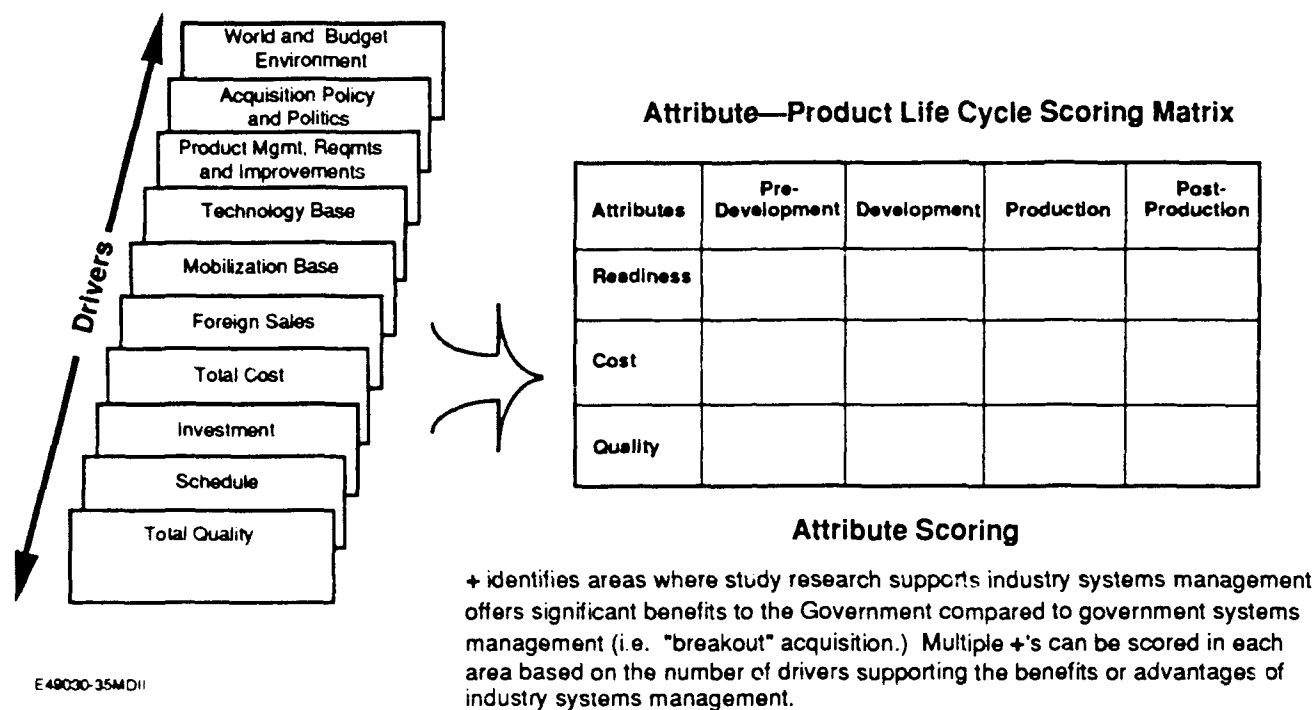 World and Budget
Environment
Acquisition Policy
and Politics
Product Mgmt, Reqmts
and Improvements
Technology Base
Mobilization Base
Foreign Sales
Total Cost
Investment
Schedule
Total Quality
Drivers
Attribute—Product Life Cycle Scoring Matrix
Attributes
Pre-
Development
Development
Production
Post-
Production
Readiness
Cost
Quality
Attribute Scoring
+ identifies areas where study research supports industry systems management
offers significant benefits to the Government compared to government systems
management (i.e. "breakout" acquisition.) Multiple +'s can be scored in each
area based on the number of drivers supporting the benefits or advantages of
industry systems management.
E49030-35MDII